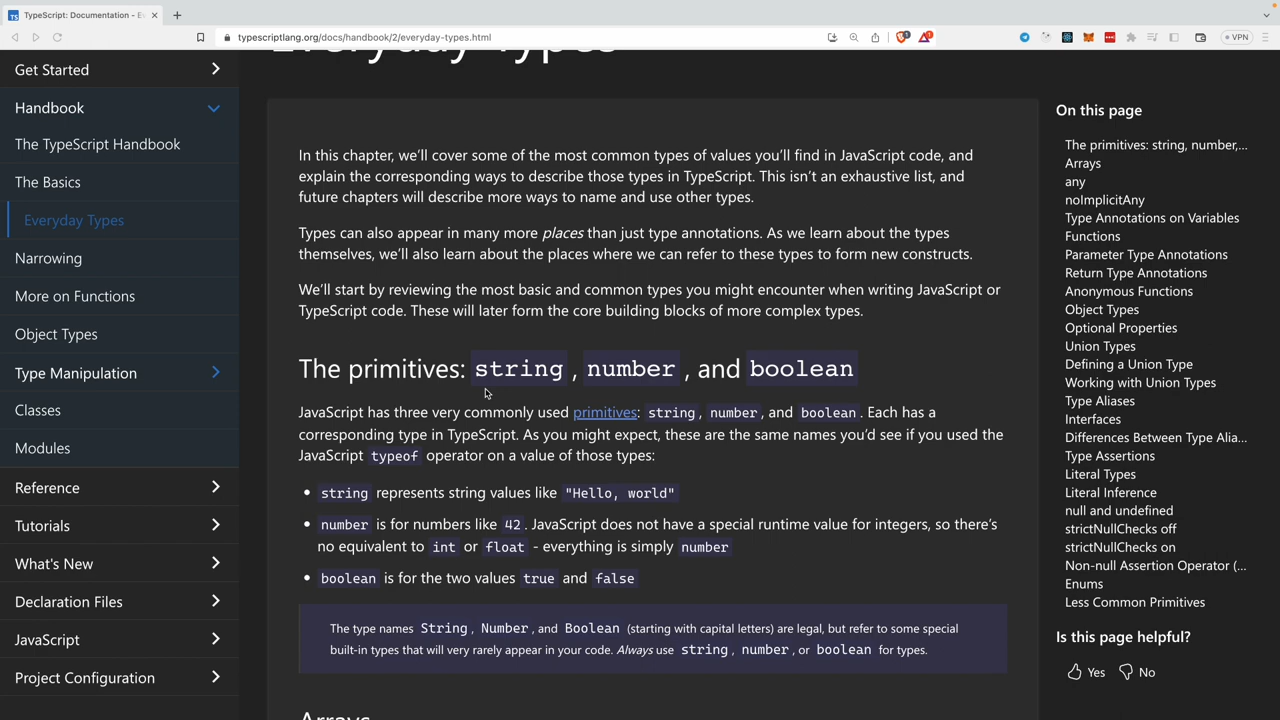 TS TypeScript: Documentation - E
typescriptlang.org/docs/handbook/2/everyday-types.html
1
1
VPN
Everyday Types
Get Started
Handbook
The TypeScript Handbook
The Basics
Everyday Types
Narrowing
More on Functions
Object Types
Type Manipulation
Classes
Modules
Reference
Tutorials
What's New
Declaration Files
JavaScript
Project Configuration
In this chapter, we'll cover some of the most common types of values you'll find in JavaScript code, and
explain the corresponding ways to describe those types in TypeScript. This isn't an exhaustive list, and
future chapters will describe more ways to name and use other types.
Types can also appear in many more places than just type annotations. As we learn about the types
themselves, we'll also learn about the places where we can refer to these types to form new constructs.
We'll start by reviewing the most basic and common types you might encounter when writing JavaScript or
TypeScript code. These will later form the core building blocks of more complex types.
The primitives: string, number, and boolean
JavaScript has three very commonly used primitives: string, number, and boolean. Each has a
corresponding type in TypeScript. As you might expect, these are the same names you'd see if you used the
JavaScript typeof operator on a value of those types:
• string represents string values like "Hello, world"
• number is for numbers like 42. JavaScript does not have a special runtime value for integers, so there's
no equivalent to int or float - everything is simply number
• boolean is for the two values true and false
The type names String, Number, and Boolean (starting with capital letters) are legal, but refer to some special
built-in types that will very rarely appear in your code. Always use string, number, or boolean for types.
Arrays
On this page
The primitives: string, number,...
Arrays
any
noImplicitAny
Type Annotations on Variables
Functions
Parameter Type Annotations
Return Type Annotations
Anonymous Functions
Object Types
Optional Properties
Union Types
Defining a Union Type
Working with Union Types
Type Aliases
Interfaces
Differences Between Type Alia...
Type Assertions
Literal Types
Literal Inference
null and undefined
strictNullChecks off
strictNullChecks on
Non-null Assertion Operator (...
Enums
Less Common Primitives
Is this page helpful?
Yes
No